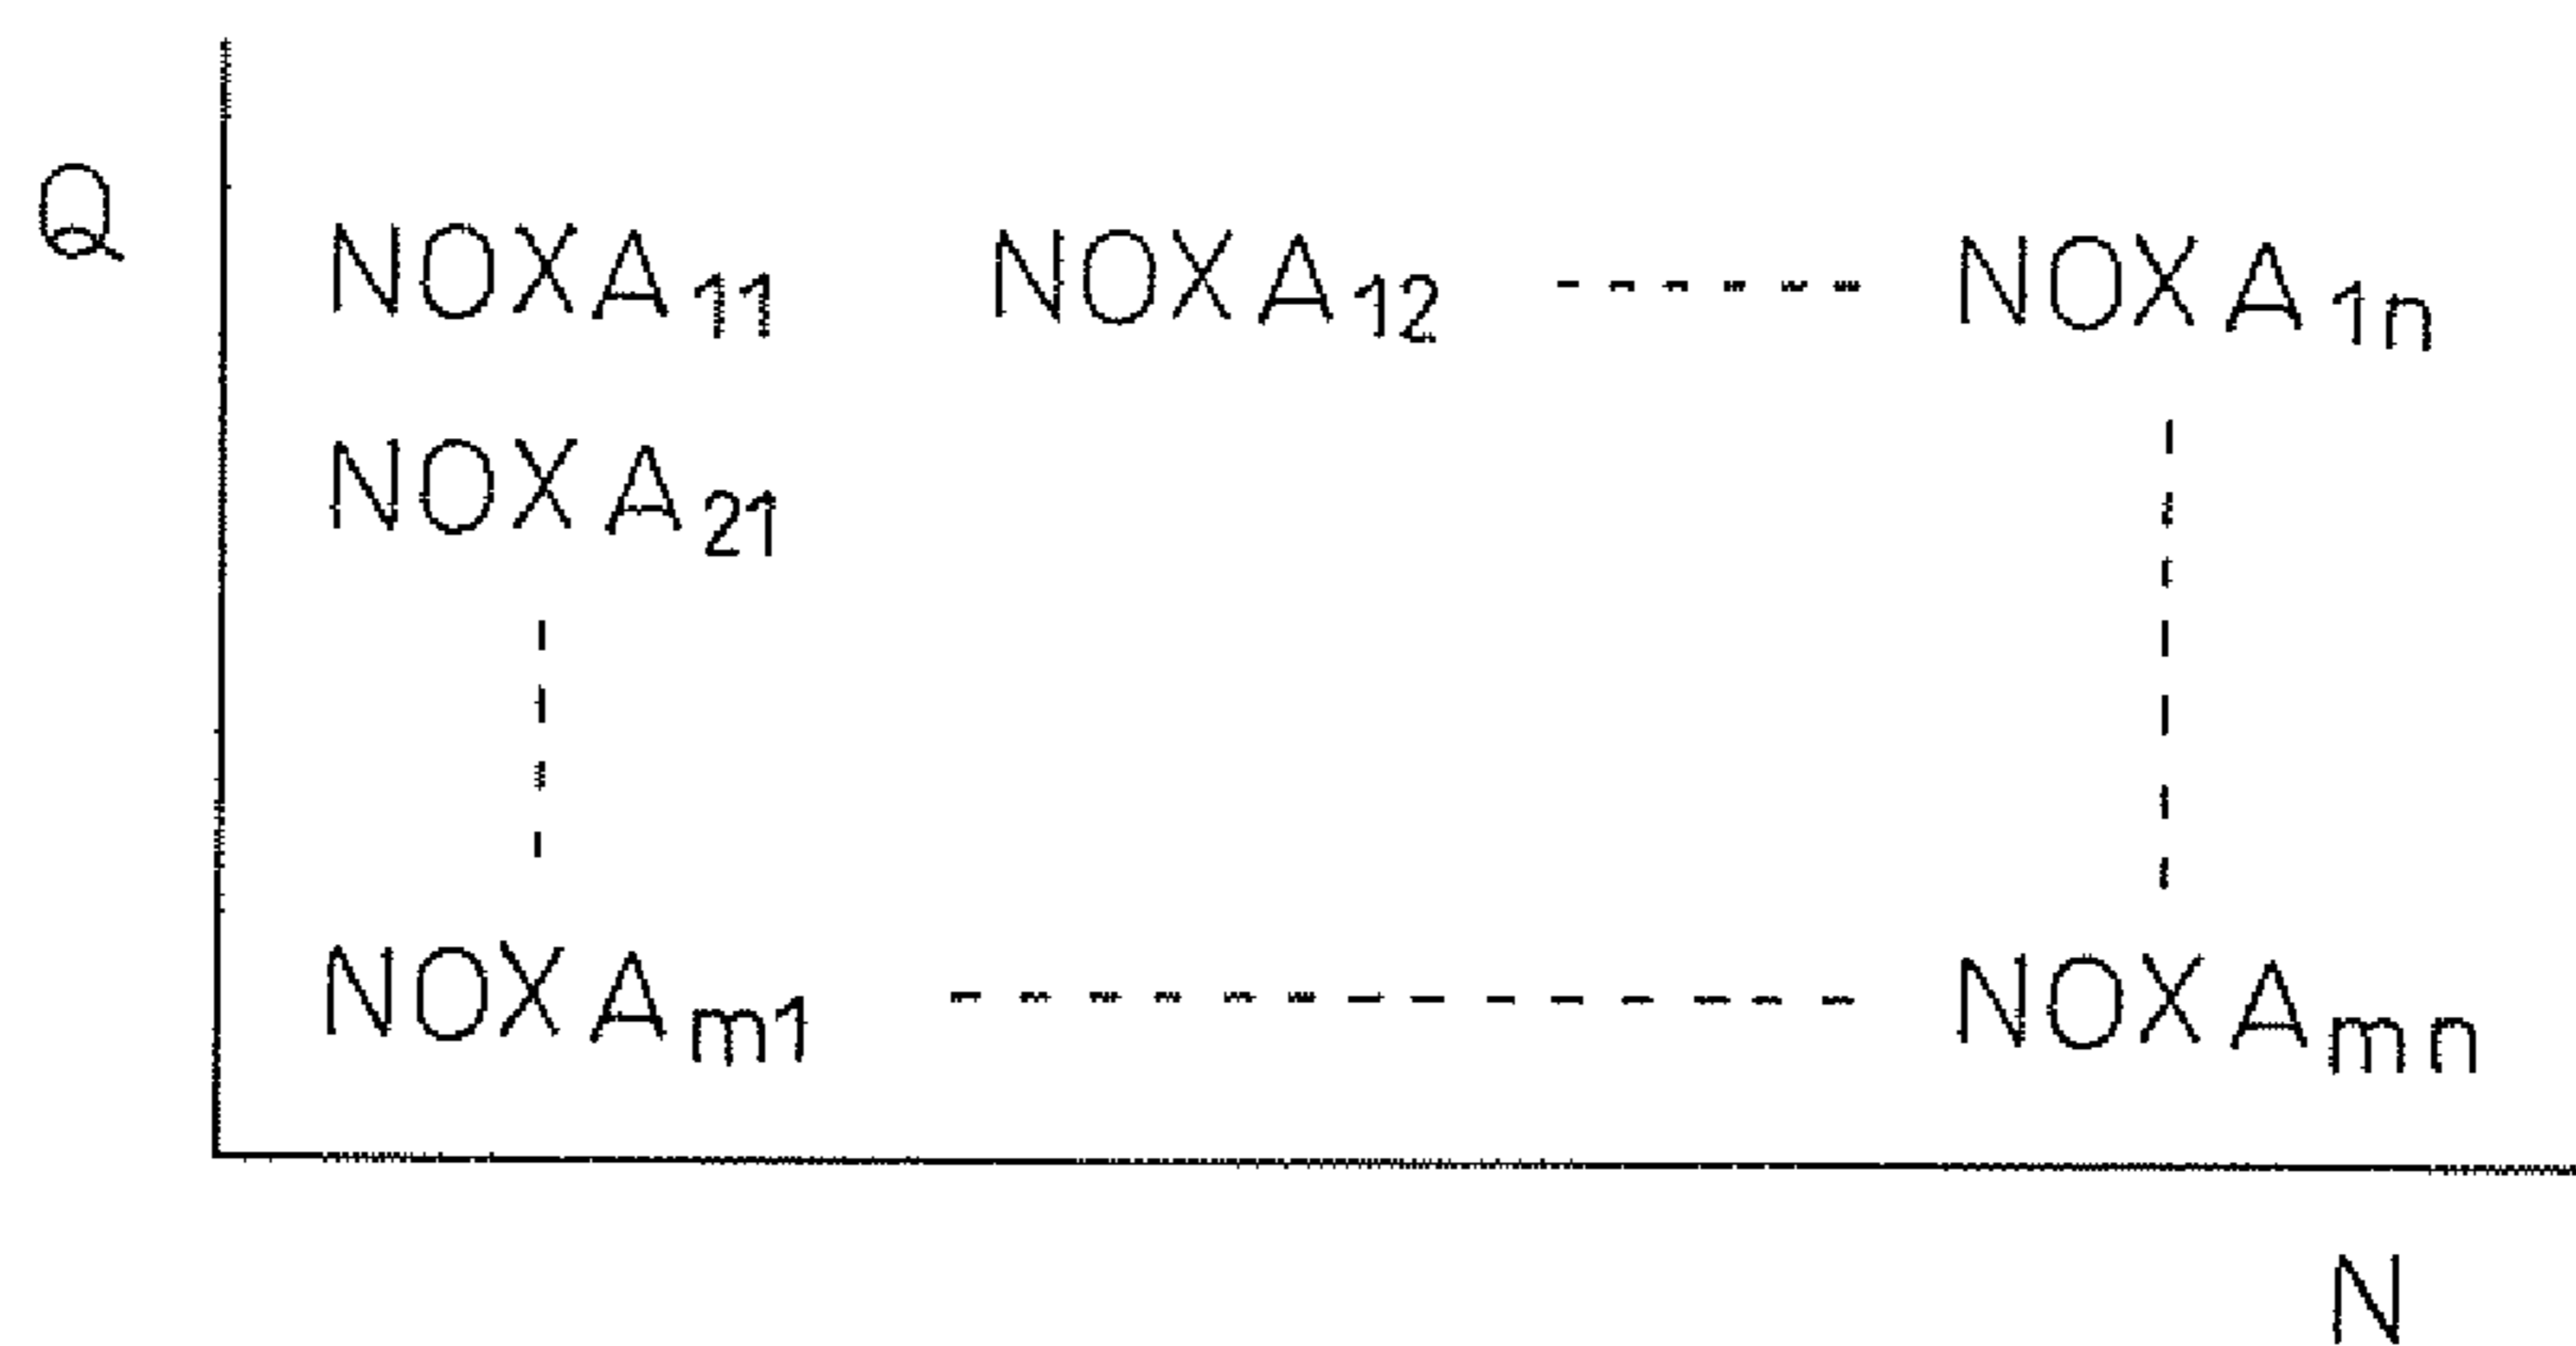 Q
NOXA11 NOXA12 ------ NOXA1n
NOXA21
NOXAm1 -------------- NOXAmn
N